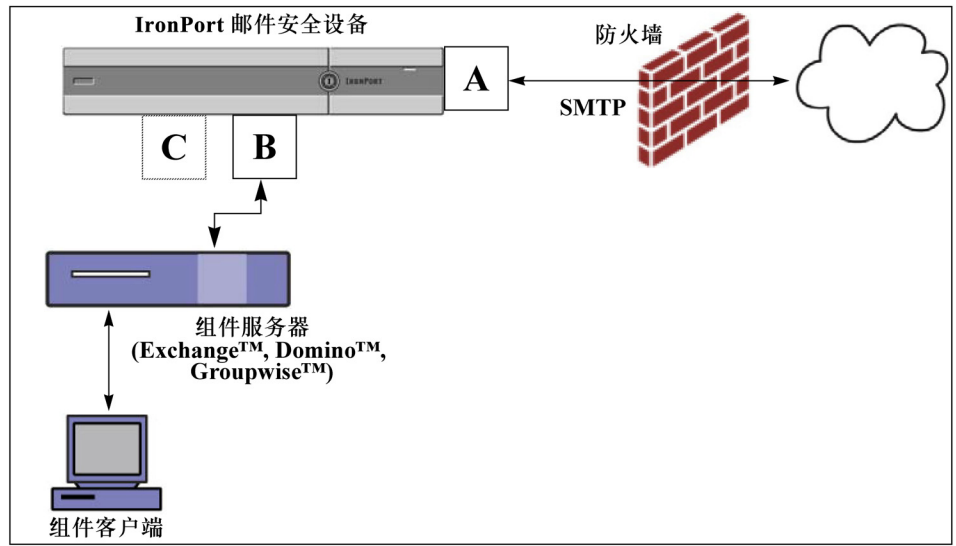 IronPort 邮件安全设备
防火墙
IRONPORT
A
SMTP
C
B
组件服务器
(Exchange™, Domino™,
Groupwise™)
组件客户端